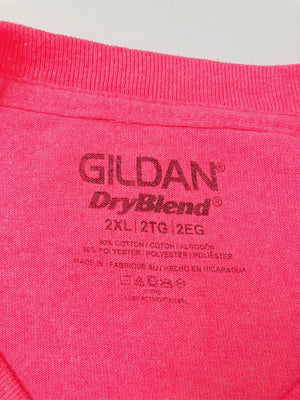 GILDAN®
DryBlend®
2XL | 2TG | 2EG
50% COTTON / COTON / ALGODÓN
50% POLYESTER / POLYESTER / POLIÉSTER
MADE IN / FABRIQUE AU / HECHO EN NICARAGUA